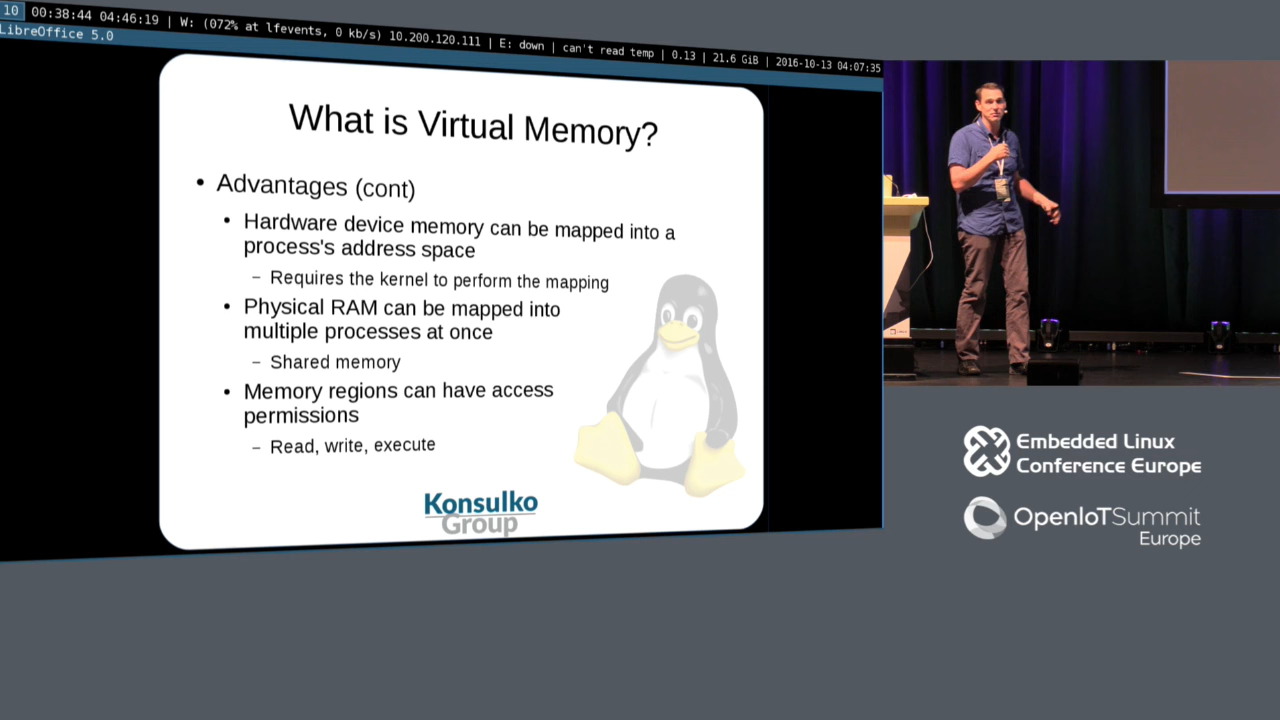 10 00:38:44 04:46:19 | W: (072% at lfevents, 0 kb/s) 10.200.120.111 | E: down | can't read temp | 0.13 | 21.6 GiB | 2016-10-13 04:07:35
LibreOffice 5.0
What is Virtual Memory?
• Advantages (cont)
• Hardware device memory can be mapped into a
process's address space
– Requires the kernel to perform the mapping
• Physical RAM can be mapped into
multiple processes at once
– Shared memory
• Memory regions can have access
permissions
– Read, write, execute
Konsulko
Group
Embedded Linux
Conference Europe
OpenIoTSummit
Europe